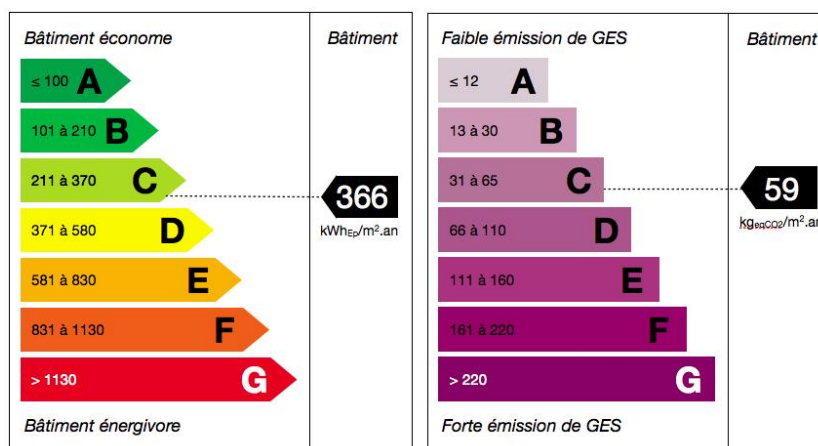 Bâtiment économe
Bâtiment
≤ 100 A
101 à 210 B
211 à 370 C
366
kWhEp/m².an
371 à 580 D
581 à 830 E
831 à 1130 F
> 1130 G
Bâtiment énergivore
Faible émission de GES
Bâtiment
≤ 12 A
13 à 30 B
31 à 65 C
59
kgeqCO2/m².an
66 à 110 D
111 à 160 E
161 à 220 F
> 220 G
Forte émission de GES